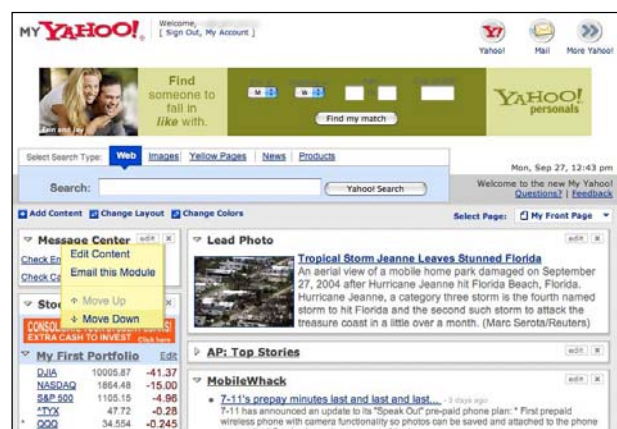 MY YAHOO!
Welcome,
[ Sign Out, My Account ]
Yahoo!
Mail
More Yahoo!
Find
someone to
fall in
like with.
M
W
Find my match
YAHOO!
personals
Select Search Type:
Web
Images
Yellow Pages
News
Products
Mon, Sep 27, 12:43 pm
Search:
Yahoo! Search
Welcome to the new My Yahoo!
Questions? | Feedback
Add Content
Change Layout
Change Colors
Select Page:
My Front Page
Message Center
edit
Check
Check
Edit Content
Email this Module
Move Up
Move Down
CONSOLIDATE
EXTRA CASH TO INVEST
Click here
My First Portfolio
Edit
DJIA 10005.87 -41.37
NASDAQ 1864.48 -15.00
S&P 500 1105.15 -4.96
^TYX 47.72 -0.28
QQQ 34.554 -0.245
Lead Photo
edit
Tropical Storm Jeanne Leaves Stunned Florida
An aerial view of a mobile home park damaged on September
27, 2004 after Hurricane Jeanne hit Florida Beach, Florida.
Hurricane Jeanne, a category three storm is the fourth named
storm to hit Florida and the second such storm to attack the
treasure coast in a little over a month. (Marc Serota/Reuters)
AP: Top Stories
edit
MobileWhack
edit
7-11's prepay minutes last and last and last... - 3 days ago
7-11 has announced an update to its "Speak Out" pre-paid phone plan: * First prepaid
wireless phone with camera functionality so photos can be saved and attached to the phone